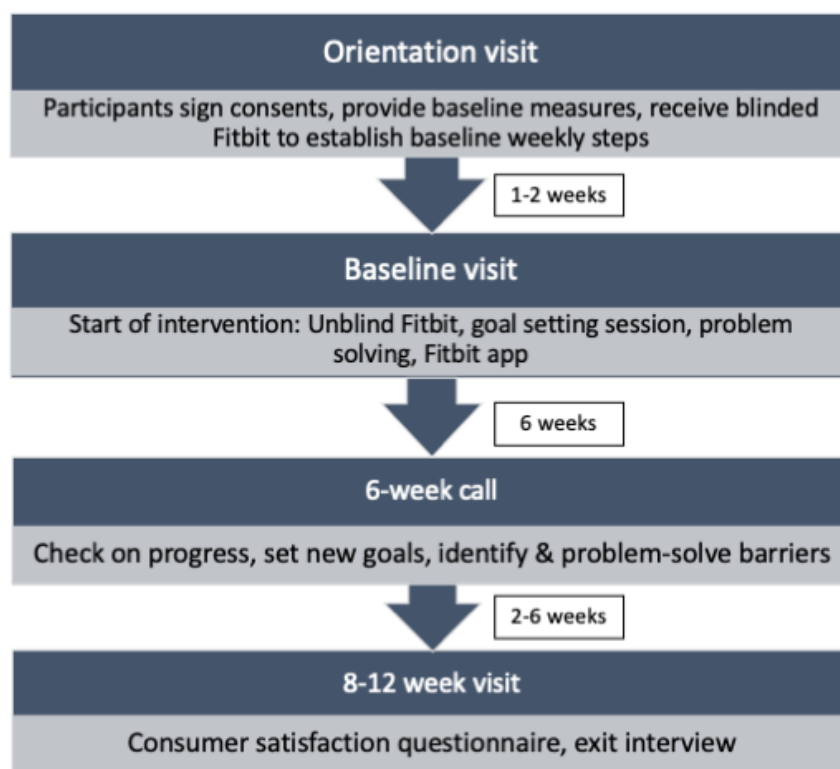 Orientation visit
Participants sign consents, provide baseline measures, receive blinded
Fitbit to establish baseline weekly steps
1-2 weeks
Baseline visit
Start of intervention: Unblind Fitbit, goal setting session, problem
solving, Fitbit app
6 weeks
6-week call
Check on progress, set new goals, identify & problem-solve barriers
2-6 weeks
8-12 week visit
Consumer satisfaction questionnaire, exit interview